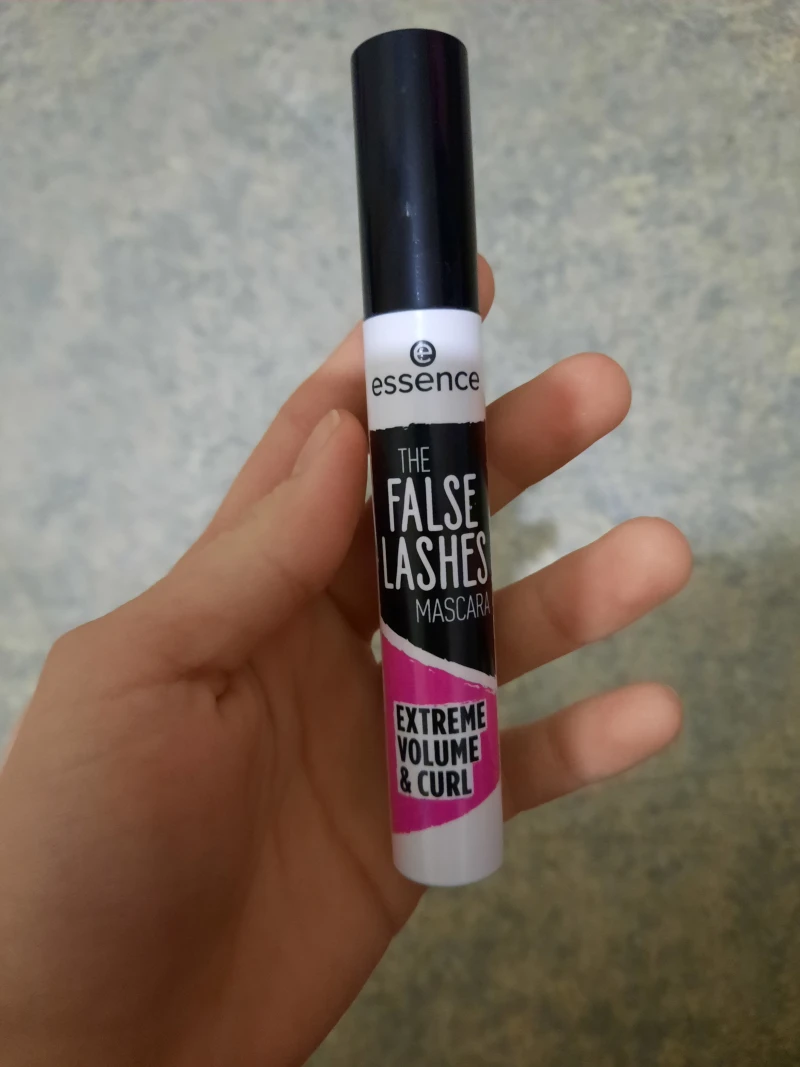 e
essence
THE
FALSE
LASHES
MASCARA
EXTREME
VOLUME
& CURL